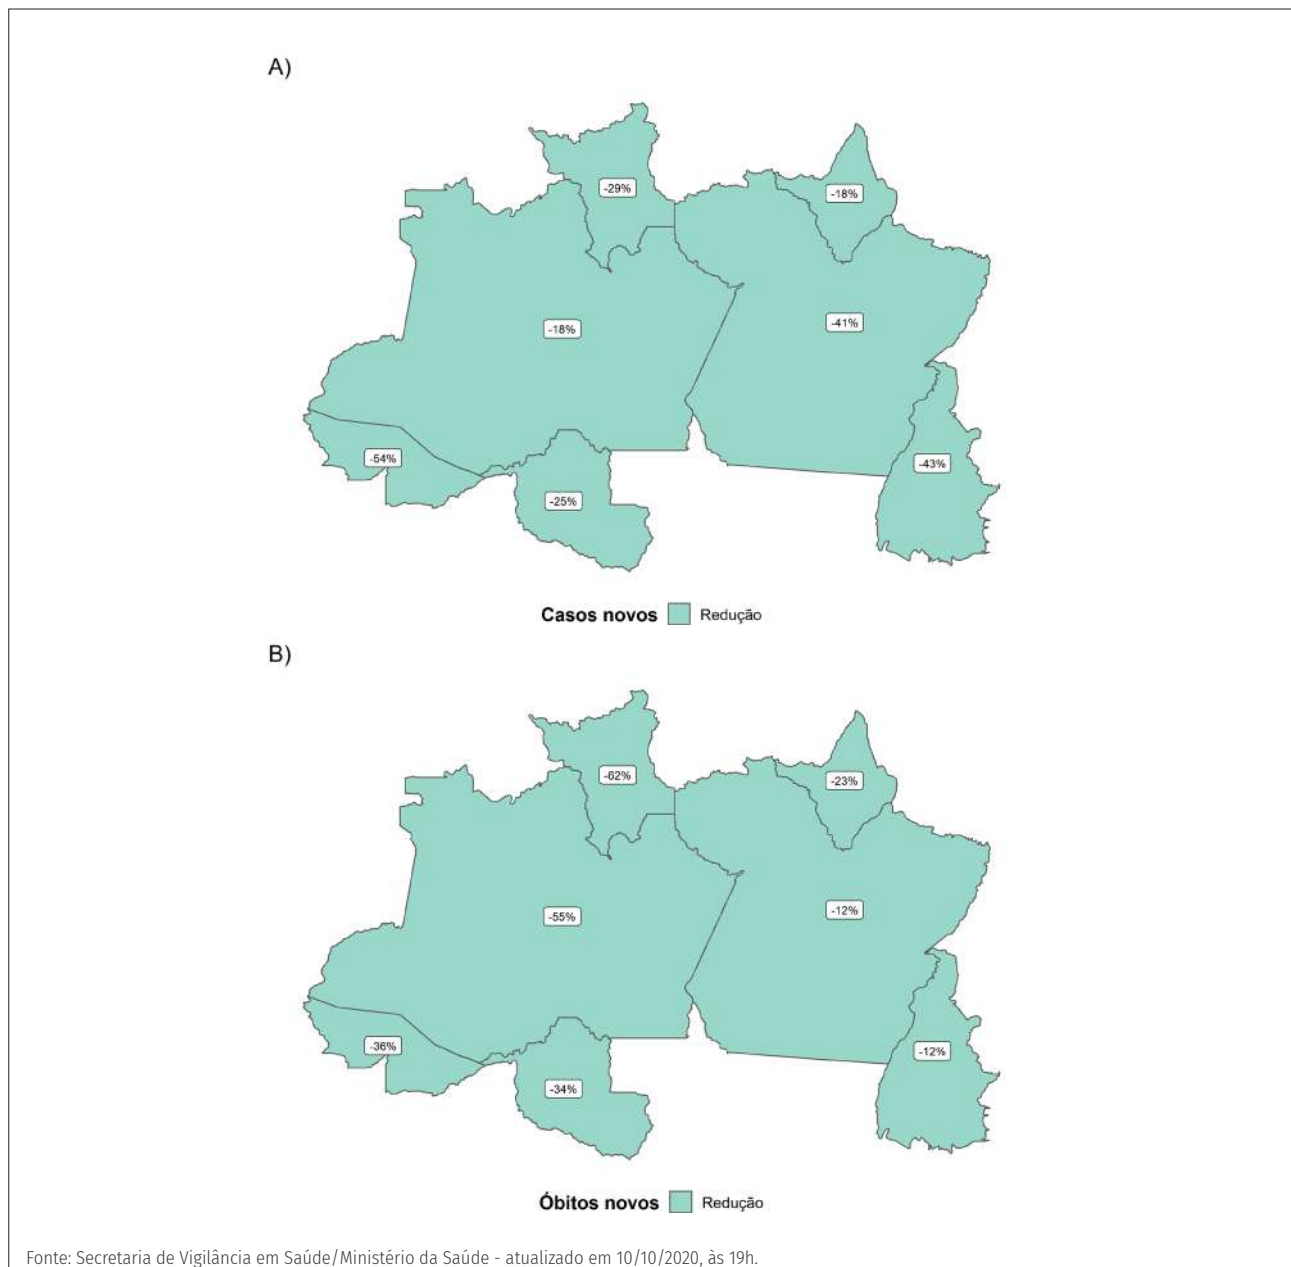 A)
-29%
-18%
-18%
-41%
-54%
-43%
-25%
Casos novos Redução
B)
-62%
-23%
-55%
-12%
-36%
-12%
-34%
Óbitos novos Redução
Fonte: Secretaria de Vigilância em Saúde/Ministério da Saúde - atualizado em 10/10/2020, às 19h.